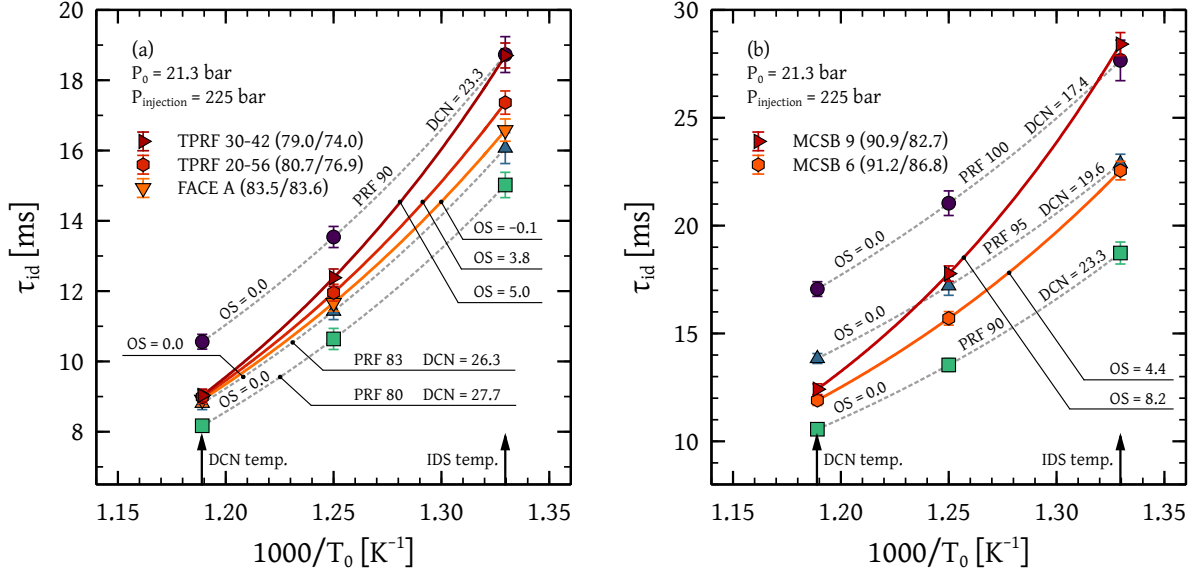 (a)
P0 = 21.3 bar
Pinjection = 225 bar
TPRF 30-42 (79.0/74.0)
TPRF 20-56 (80.7/76.9)
FACE A (83.5/83.6)
DCN = 23.3
PRF 90
OS = 0.0
OS = −0.1
OS = 3.8
OS = 5.0
OS = 0.0
OS = 0.0
PRF 83 DCN = 26.3
PRF 80 DCN = 27.7
DCN temp.
IDS temp.
20
18
16
14
12
10
8
τid [ms]
1.15 1.20 1.25 1.30 1.35
1000/T0 [K−1]
(b)
P0 = 21.3 bar
Pinjection = 225 bar
MCSB 9 (90.9/82.7)
MCSB 6 (91.2/86.8)
DCN = 17.4
PRF 100
OS = 0.0
DCN = 19.6
PRF 95
OS = 0.0
DCN = 23.3
PRF 90
OS = 0.0
OS = 4.4
OS = 8.2
DCN temp.
IDS temp.
30
25
20
15
10
τid [ms]
1.15 1.20 1.25 1.30 1.35
1000/T0 [K−1]